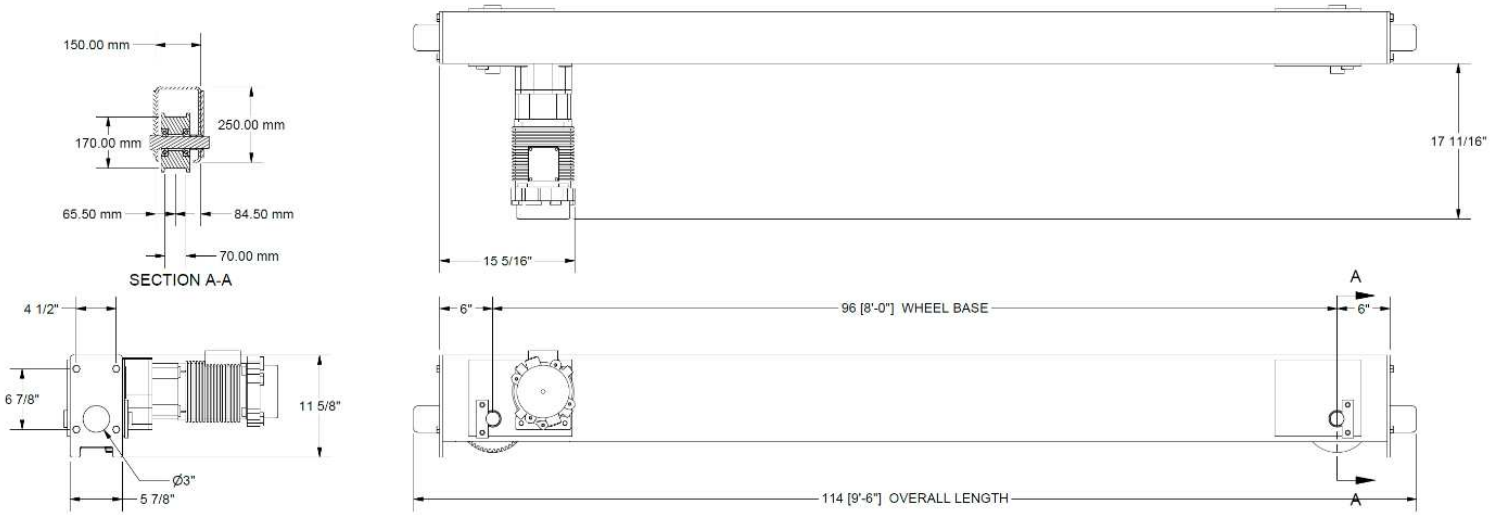 150.00 mm
250.00 mm
170.00 mm
65.50 mm
84.50 mm
70.00 mm
SECTION A-A
17 11/16"
15 5/16"
4 1/2"
6 7/8"
11 5/8"
Ø3"
5 7/8"
A
6"
96 [8'-0"] WHEEL BASE
6"
114 [9'-6"] OVERALL LENGTH
A